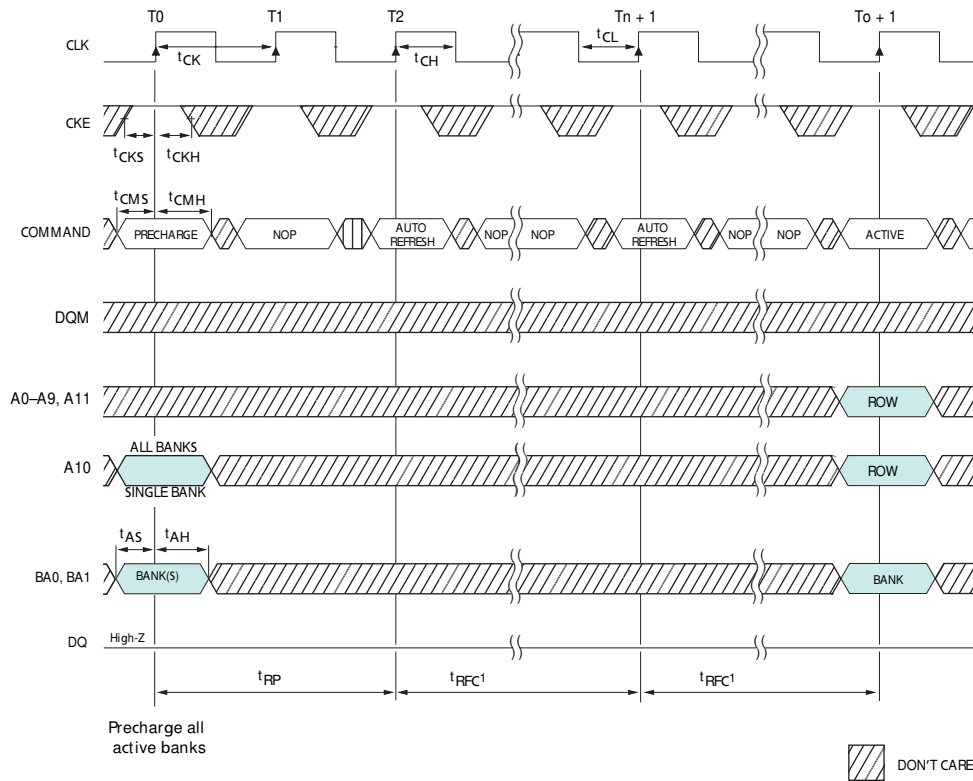 T0 T1 T2 Tn + 1 To + 1
CLK
tCK tCH tCL
CKE
tCKS tCKH
tCMS tCMH
COMMAND PRECHARGE NOP AUTO REFRESH NOP NOP AUTO REFRESH NOP NOP ACTIVE
DQM
A0–A9, A11 ROW
ALL BANKS
A10 ROW
SINGLE BANK
tAS tAH
BA0, BA1 BANK(S) BANK
DQ High-Z
tRP tRFC1 tRFC1
Precharge all
active banks
DON'T CARE